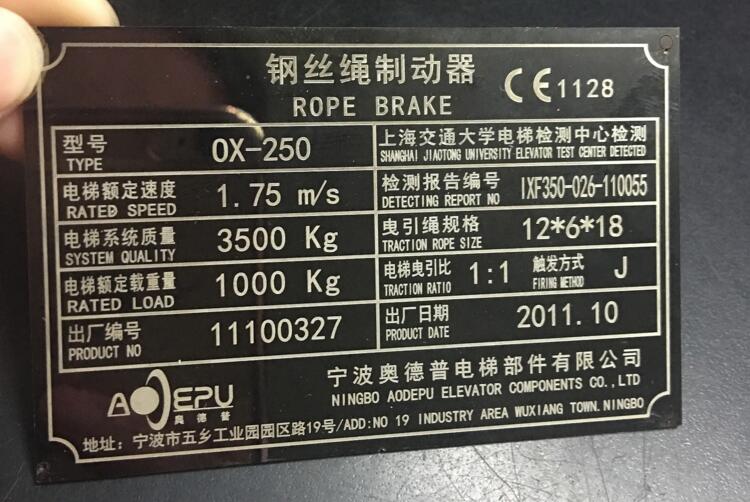 钢丝绳制动器
ROPE BRAKE
CE1128
型号 TYPE OX-250
上海交通大学电梯检测中心检测
SHANGHAI JIAOTONG UNIVERSITY ELEVATOR TEST CENTER DETECTED
电梯额定速度 RATED SPEED 1.75 m/s
检测报告编号 DETECTING REPORT NO IXF350-026-110055
电梯系统质量 SYSTEM QUALITY 3500 Kg
曳引绳规格 TRACTION ROPE SIZE 12*6*18
电梯额定载重量 RATED LOAD 1000 Kg
电梯曳引比 TRACTION RATIO 1:1 触发方式 FIRING METHOD J
出厂编号 PRODUCT NO 11100327
出厂日期 PRODUCT DATE 2011.10
AODEPU
奥德普
宁波奥德普电梯部件有限公司
NINGBO AODEPU ELEVATOR COMPONENTS CO.,LTD
地址: 宁波市五乡工业园园区路19号/ADD:NO 19 INDUSTRY AREA WUXIANG TOWN.NINGBO